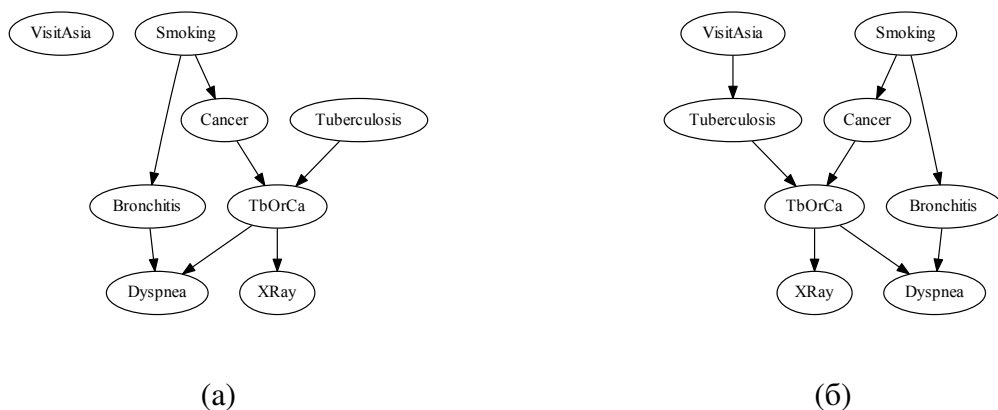 VisitAsia Smoking VisitAsia Smoking
Cancer Tuberculosis Tuberculosis Cancer
Bronchitis TbOrCa TbOrCa Bronchitis
Dyspnea XRay XRay Dyspnea
(а) (б)